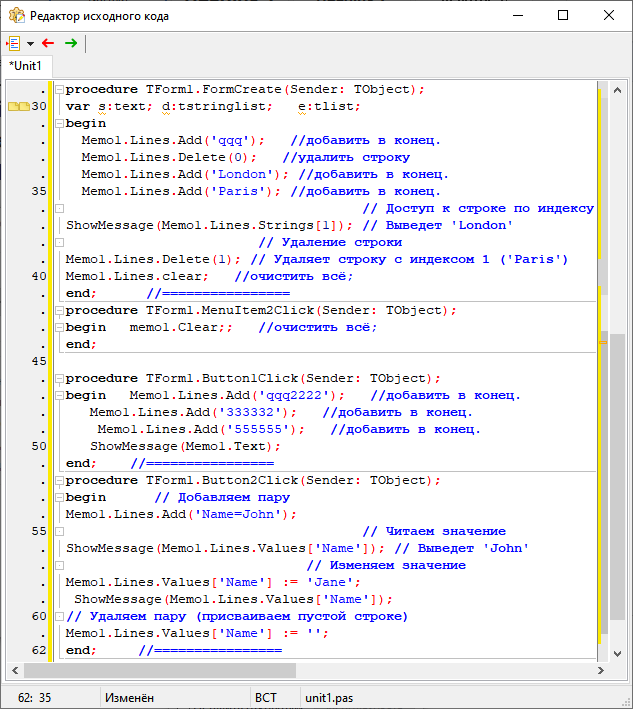 Редактор исходного кода
*Unit1
procedure TForm1.FormCreate(Sender: TObject);
30 var s:text; d:tstringlist;   e:tlist;
begin
Memo1.Lines.Add('qqq');   //добавить в конец.
Memo1.Lines.Delete(0);   //удалить строку
Memo1.Lines.Add('London'); //добавить в конец.
35 Memo1.Lines.Add('Paris'); //добавить в конец.
// Доступ к строке по индексу
ShowMessage(Memo1.Lines.Strings[1]); // Выведет 'London'
// Удаление строки
Memo1.Lines.Delete(1); // Удаляет строку с индексом 1 ('Paris')
40 Memo1.Lines.clear;   //очистить всё;
end;      //================
procedure TForm1.MenuItem2Click(Sender: TObject);
begin   memo1.Clear;;   //очистить всё;
end;
45
procedure TForm1.Button1Click(Sender: TObject);
begin   Memo1.Lines.Add('qqq2222');   //добавить в конец.
Memo1.Lines.Add('333332');   //добавить в конец.
Memo1.Lines.Add('555555');   //добавить в конец.
50 ShowMessage(Memo1.Text);
end;    //================
procedure TForm1.Button2Click(Sender: TObject);
begin      // Добавляем пару
Memo1.Lines.Add('Name=John');
55 // Читаем значение
ShowMessage(Memo1.Lines.Values['Name']); // Выведет 'John'
// Изменяем значение
Memo1.Lines.Values['Name'] := 'Jane';
ShowMessage(Memo1.Lines.Values['Name']);
60 // Удаляем пару (присваиваем пустой строке)
Memo1.Lines.Values['Name'] := '';
62 end;     //================
62: 35 Изменён ВСТ unit1.pas